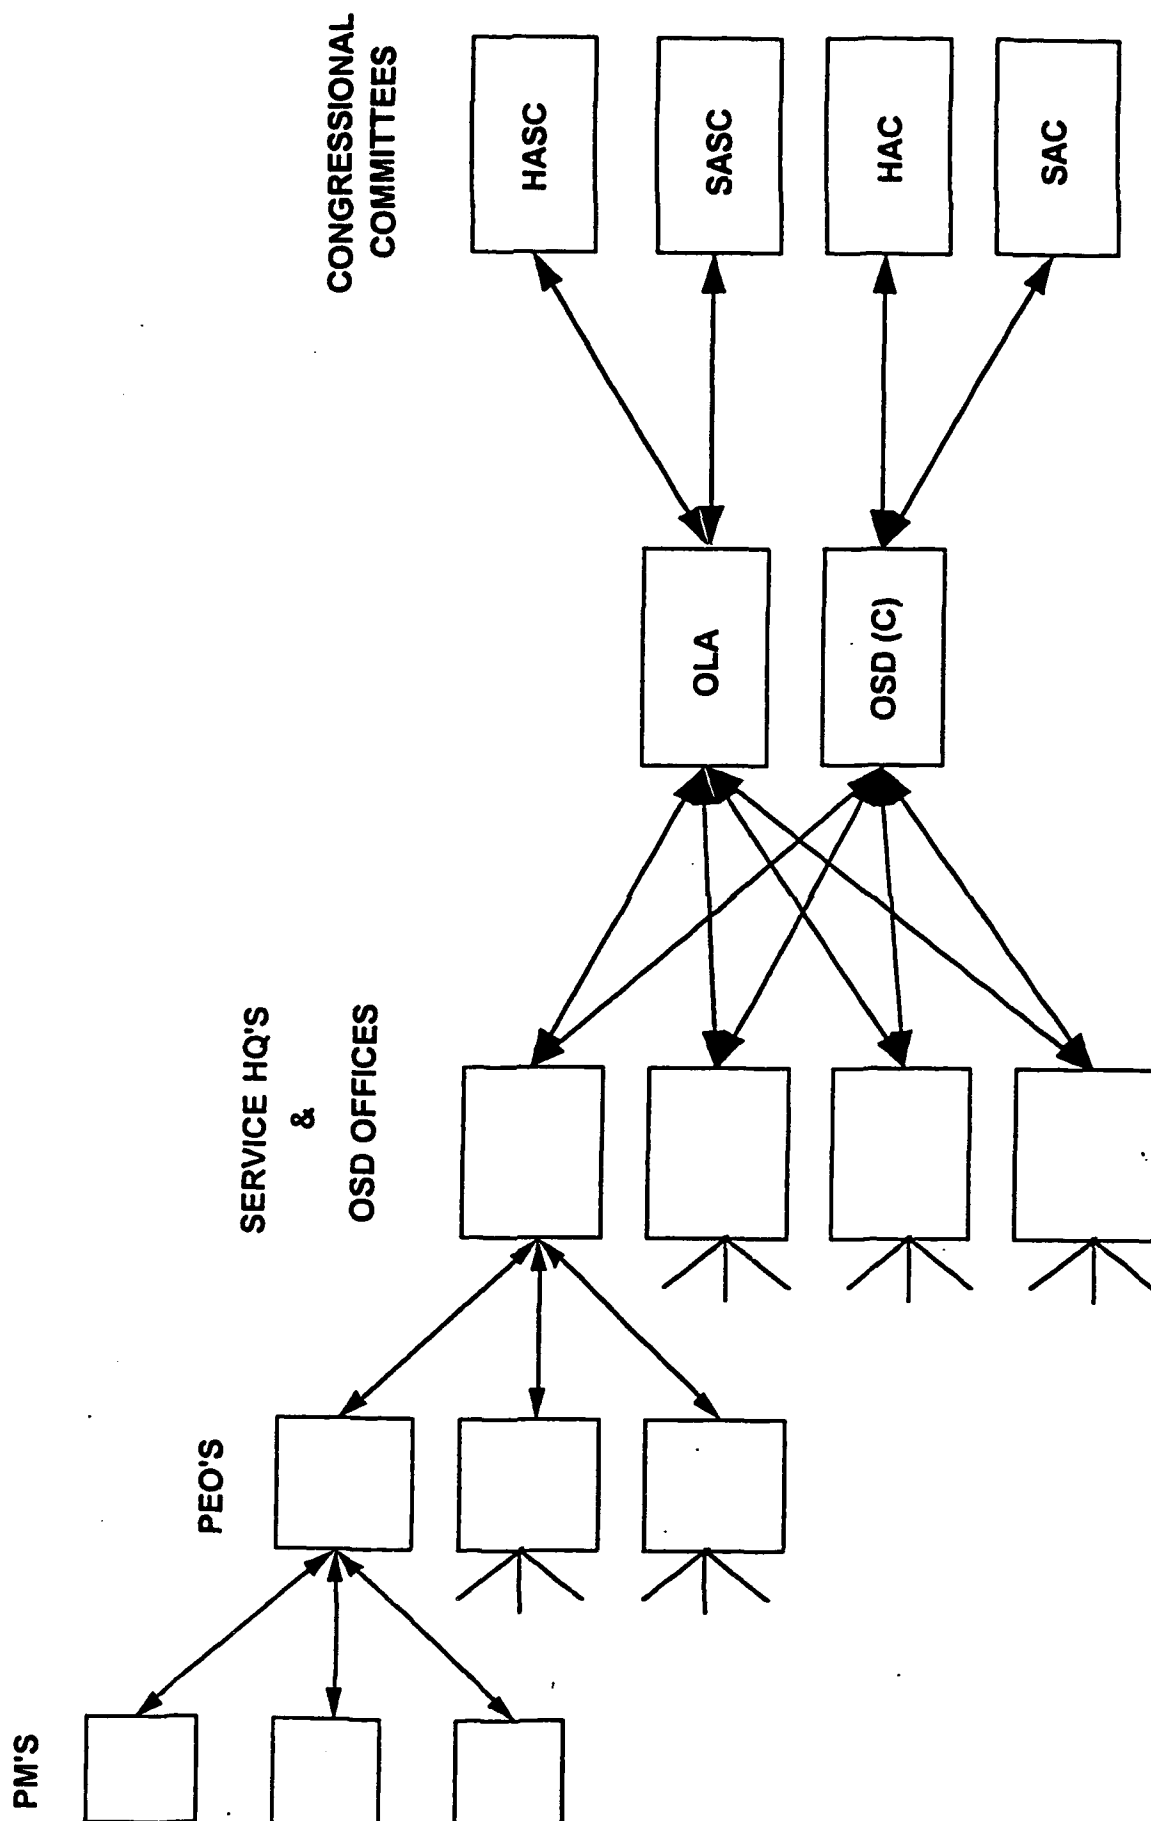 PM'S
PEO'S
SERVICE HQ'S
&
OSD OFFICES
CONGRESSIONAL
COMMITTEES
OLA
OSD (C)
HASC
SASC
HAC
SAC